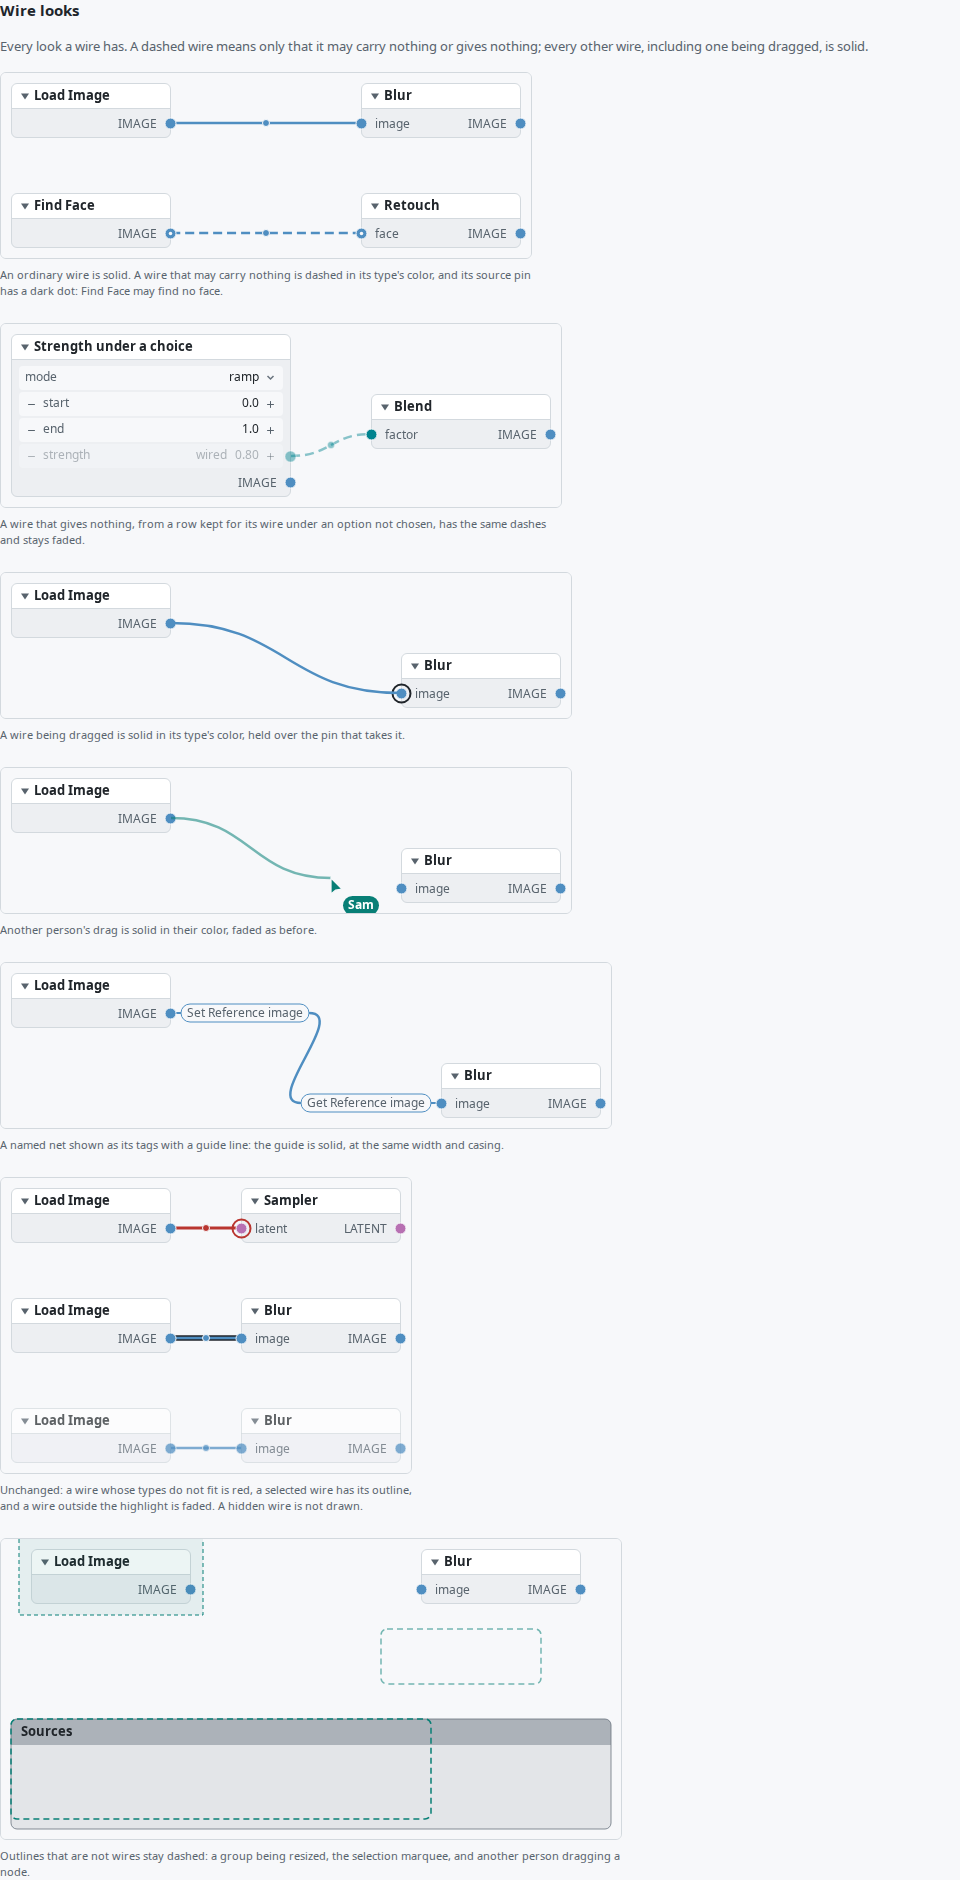 Wire looks
Every look a wire has. A dashed wire means only that it may carry nothing or gives nothing; every other wire, including one being dragged, is solid.
Load Image
Blur
IMAGE
image
IMAGE
Find Face
Retouch
IMAGE
face
IMAGE
An ordinary wire is solid. A wire that may carry nothing is dashed in its type's color, and its source pin
has a dark dot: Find Face may find no face.
Strength under a choice
mode
ramp
– start
0.0 +
– end
1.0 +
– strength
wired 0.80 +
IMAGE
Blend
factor
IMAGE
A wire that gives nothing, from a row kept for its wire under an option not chosen, has the same dashes
and stays faded.
Load Image
IMAGE
Blur
image
IMAGE
A wire being dragged is solid in its type's color, held over the pin that takes it.
Load Image
IMAGE
Blur
image
IMAGE
Sam
Another person's drag is solid in their color, faded as before.
Load Image
IMAGE
Set Reference image
Blur
Get Reference image
image
IMAGE
A named net shown as its tags with a guide line: the guide is solid, at the same width and casing.
Load Image
Sampler
IMAGE
latent
LATENT
Load Image
Blur
IMAGE
image
IMAGE
Load Image
Blur
IMAGE
image
IMAGE
Unchanged: a wire whose types do not fit is red, a selected wire has its outline,
and a wire outside the highlight is faded. A hidden wire is not drawn.
Load Image
Blur
IMAGE
image
IMAGE
Sources
Outlines that are not wires stay dashed: a group being resized, the selection marquee, and another person dragging a
node.